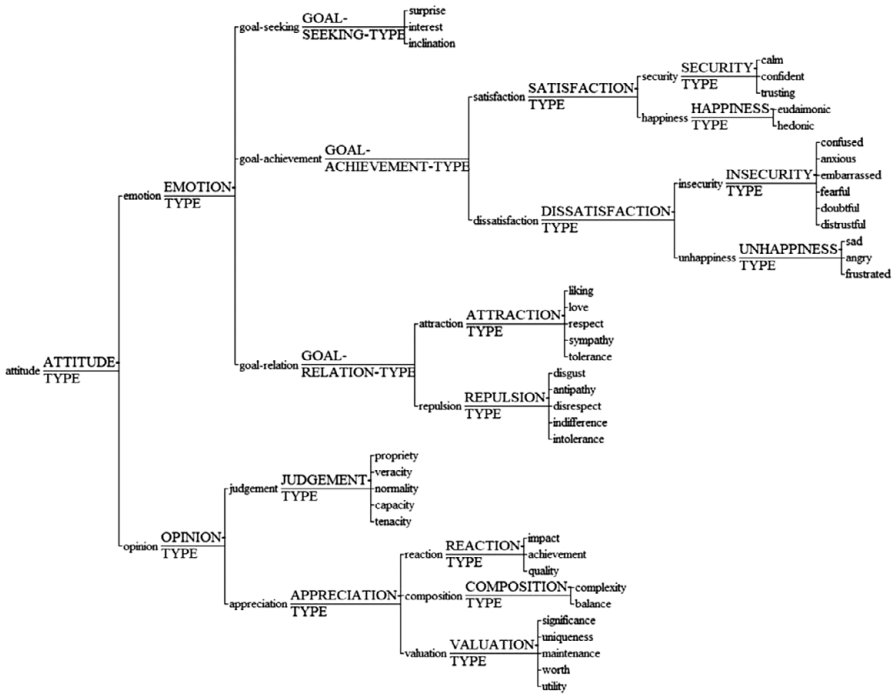 surprise
goal-seeking GOAL-SEEKING-TYPE interest
inclination
calm
security SECURITY TYPE confident
trusting
satisfaction SATISFACTION TYPE
happiness HAPPINESS TYPE eudaimonic
hedonic
goal-achievement GOAL-ACHIEVEMENT-TYPE
confused
anxious
insecurity INSECURITY TYPE embarrassed
fearful
doubtful
distrustful
emotion EMOTION TYPE
dissatisfaction DISSATISFACTION TYPE
sad
unhappiness UNHAPPINESS TYPE angry
frustrated
liking
love
attraction ATTRACTION TYPE respect
sympathy
tolerance
goal-relation GOAL-RELATION-TYPE
attitude ATTITUDE TYPE
disgust
antipathy
repulsion REPULSION TYPE disrespect
indifference
intolerance
propriety
veracity
judgement JUDGEMENT TYPE normality
capacity
tenacity
opinion OPINION TYPE
impact
reaction REACTION TYPE achievement
quality
appreciation APPRECIATION TYPE
composition COMPOSITION TYPE complexity
balance
significance
uniqueness
valuation VALUATION TYPE maintenance
worth
utility